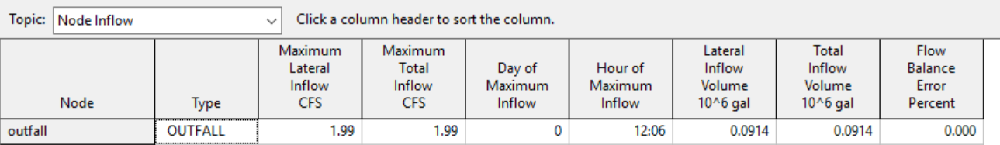 Topic: Node Inflow Click a column header to sort the column.
Maximum Maximum Lateral Total Flow
Lateral Total Day of Hour of Inflow Inflow Balance
Inflow Inflow Maximum Maximum Volume Volume Error
Node Type CFS CFS Inflow Inflow 10^6 gal 10^6 gal Percent
outfall OUTFALL 1.99 1.99 0 12:06 0.0914 0.0914 0.000